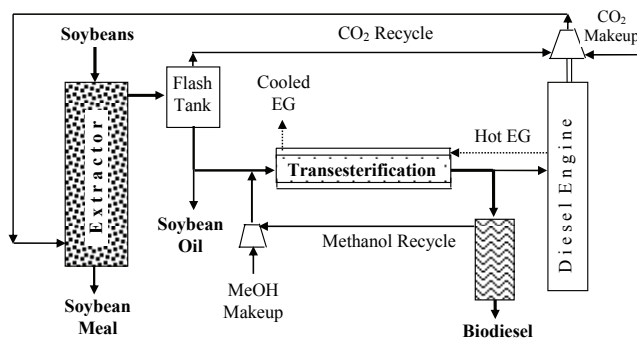 Soybeans
CO₂ Recycle
CO₂
Makeup
Flash
Tank
Cooled
EG
Extractor
Hot EG
Transesterification
Diesel Engine
Soybean
Oil
Methanol Recycle
MeOH
Makeup
Soybean
Meal
Biodiesel